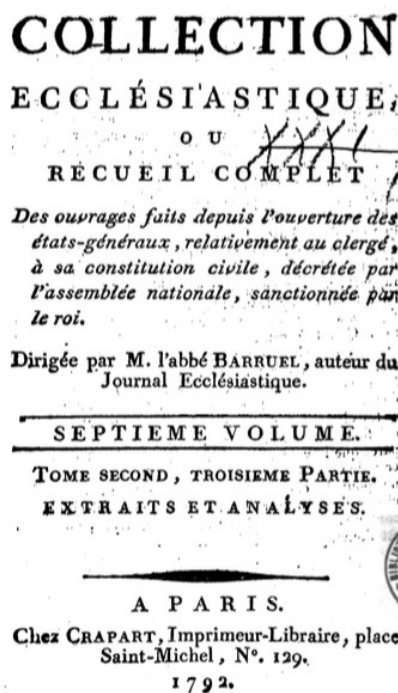 COLLECTION
ECCLÉSIASTIQUE,
OU
RECUEIL COMPLET
Des ouvrages faits depuis l'ouverture des
états-généraux, relativement au clergé,
à sa constitution civile, décrétée par
l'assemblée nationale, sanctionnée par
le roi.
Dirigée par M. l'abbé BARRUEL, auteur du
Journal Ecclésiastique.
SEPTIEME VOLUME.
TOME SECOND, TROISIEME PARTIE.
EXTRAITS ET ANALYSES.
A PARIS.
Chez CRAPART, Imprimeur-Libraire, place
Saint-Michel, N°. 129.
1792.